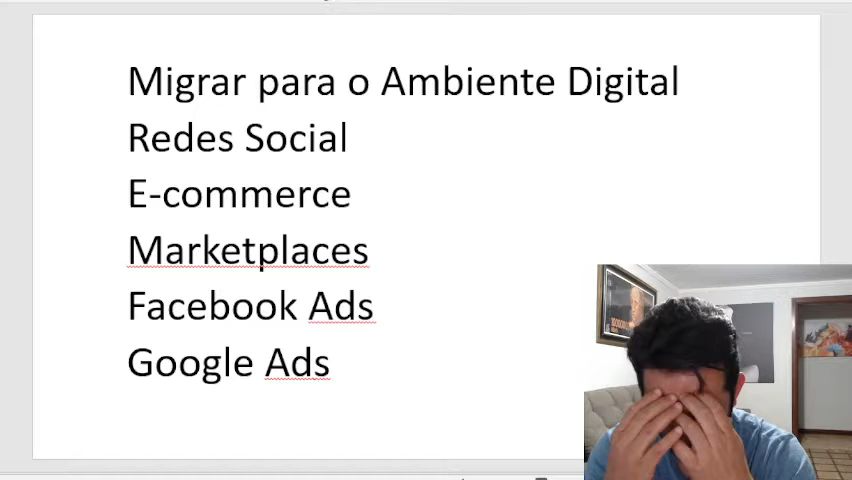 Migrar para o Ambiente Digital
Redes Social
E-commerce
Marketplaces
Facebook Ads
Google Ads